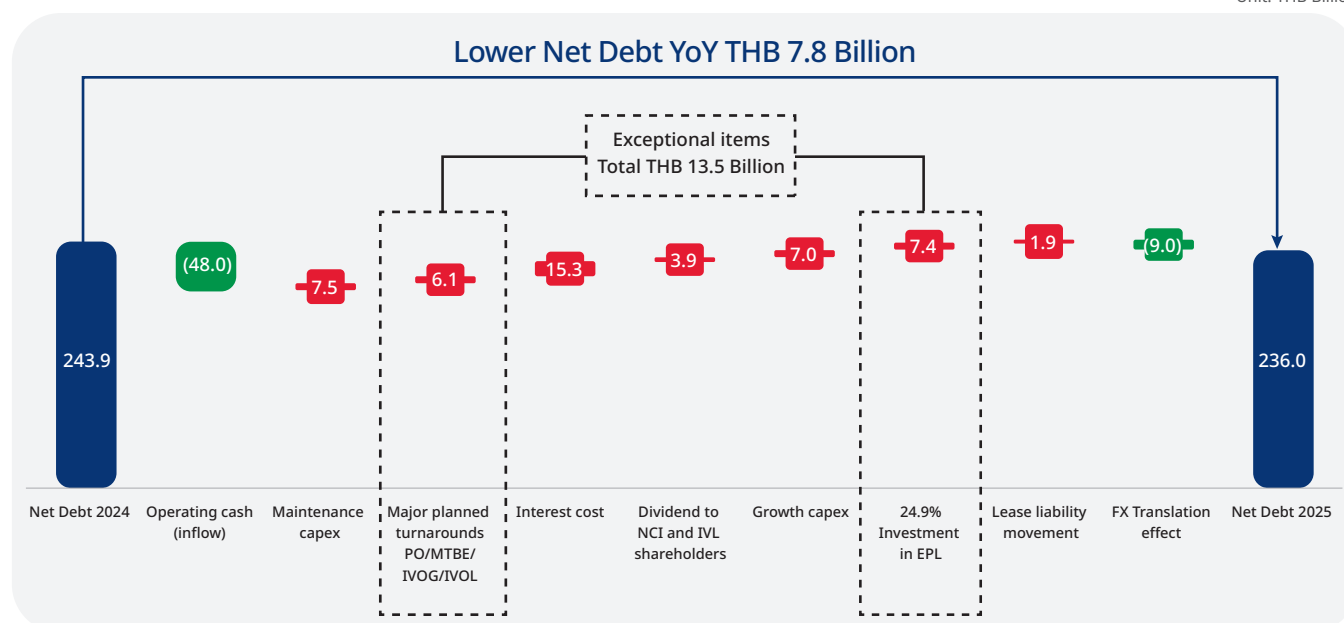 Unit: THB Billion
Lower Net Debt YoY THB 7.8 Billion
Exceptional items
Total THB 13.5 Billion
243.9
(48.0)
7.5
6.1
15.3
3.9
7.0
7.4
1.9
(9.0)
236.0
Net Debt 2024
Operating cash
(inflow)
Maintenance
capex
Major planned
turnarounds
PO/MTBE/
IVOG/IVOL
Interest cost
Dividend to
NCI and IVL
shareholders
Growth capex
24.9%
Investment
in EPL
Lease liability
movement
FX Translation
effect
Net Debt 2025